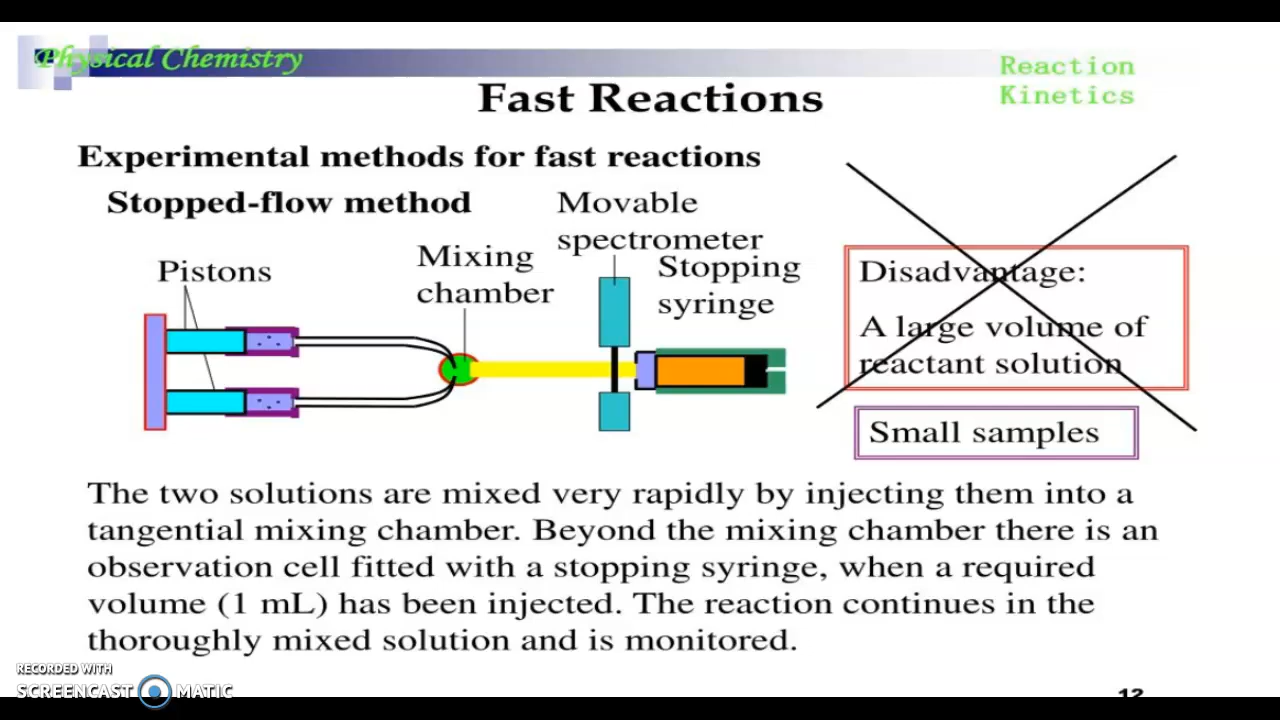 Physical Chemistry
Reaction
Kinetics
Fast Reactions
Experimental methods for fast reactions
Stopped-flow method
Movable
spectrometer
Pistons
Mixing
chamber
Stopping
syringe
Disadvantage:
A large volume of
reactant solution
Small samples
The two solutions are mixed very rapidly by injecting them into a
tangential mixing chamber. Beyond the mixing chamber there is an
observation cell fitted with a stopping syringe, when a required
volume (1 mL) has been injected. The reaction continues in the
thoroughly mixed solution and is monitored.
RECORDED WITH
SCREENCAST MATIC
12